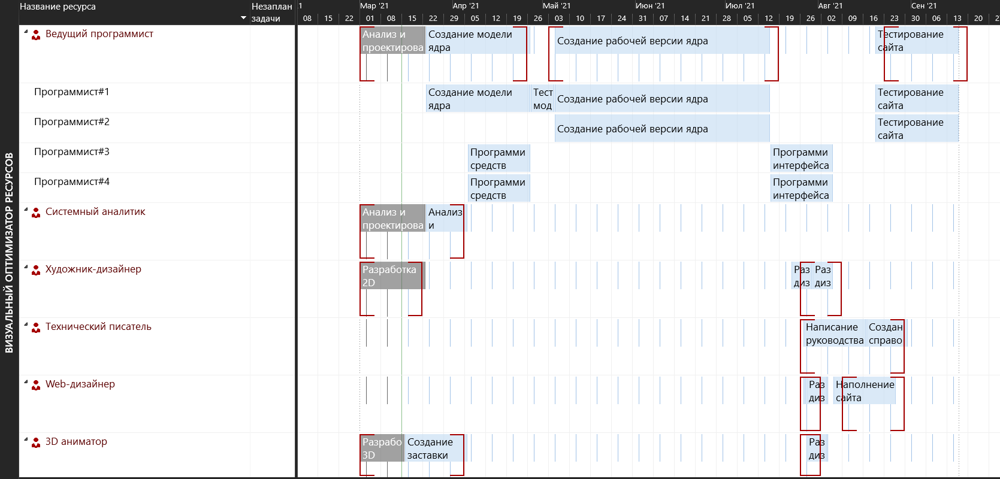 Название ресурса
Незаплан
задачи
1
Мар '21
Апр '21
Май '21
Июн '21
Июл '21
Авг '21
Сен '21
08 15 22 01 08 15 22 29 05 12 19 26 03 10 17 24 31 07 14 21 28 05 12 19 26 02 09 16 23 30 06 13 20 27
ВИЗУАЛЬНЫЙ ОПТИМИЗАТОР РЕСУРСОВ
Ведущий программист
Анализ и
проектирова
Создание модели
ядра
Создание рабочей версии ядра
Тестирование
сайта
Программист#1
Создание модели
ядра
Тест
мод
Создание рабочей версии ядра
Тестирование
сайта
Программист#2
Создание рабочей версии ядра
Тестирование
сайта
Программист#3
Программи
средств
Программи
интерфейса
Программист#4
Программи
средств
Программи
интерфейса
Системный аналитик
Анализ и
проектирова
Анализ
и
Художник-дизайнер
Разработка
2D
Раз
диз
Раз
диз
Технический писатель
Написание
руководства
Создан
справо
Web-дизайнер
Раз
диз
Наполнение
сайта
3D аниматор
Разрабо
3D
Создание
заставки
Раз
диз